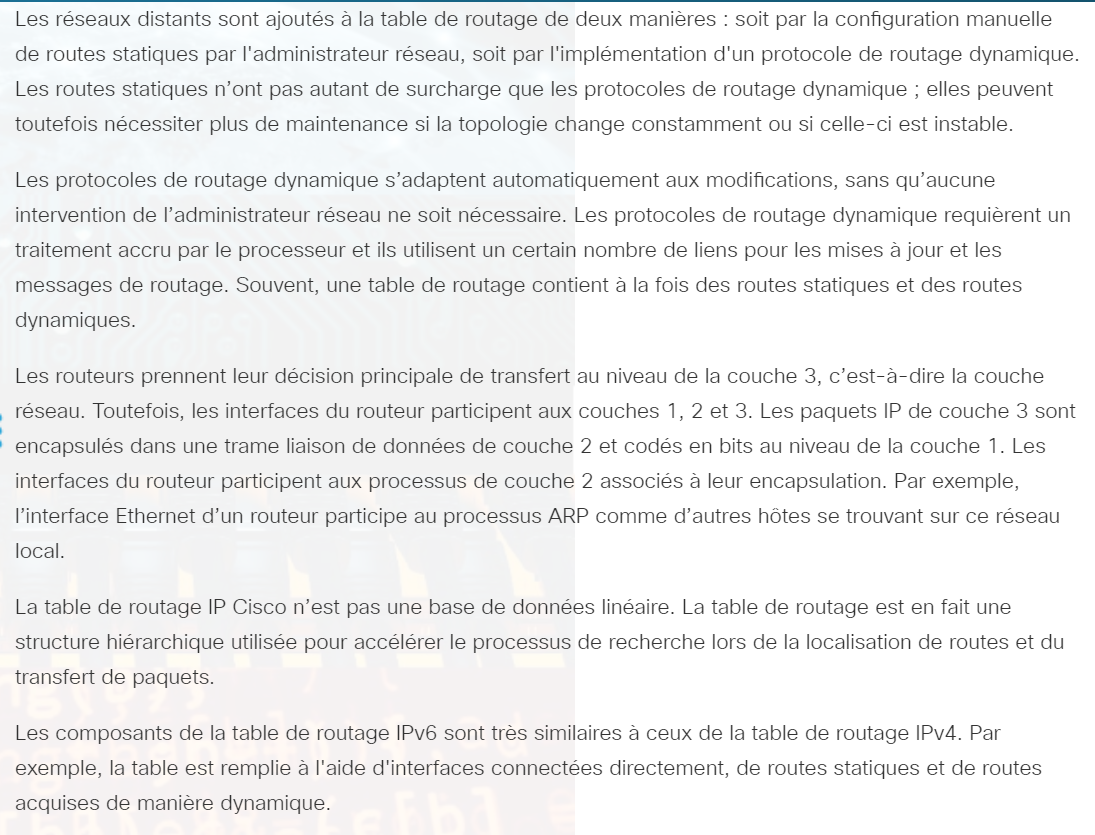 Les réseaux distants sont ajoutés à la table de routage de deux manières : soit par la configuration manuelle
de routes statiques par l'administrateur réseau, soit par l'implémentation d'un protocole de routage dynamique.
Les routes statiques n’ont pas autant de surcharge que les protocoles de routage dynamique ; elles peuvent
toutefois nécessiter plus de maintenance si la topologie change constamment ou si celle-ci est instable.
Les protocoles de routage dynamique s’adaptent automatiquement aux modifications, sans qu’aucune
intervention de l’administrateur réseau ne soit nécessaire. Les protocoles de routage dynamique requièrent un
traitement accru par le processeur et ils utilisent un certain nombre de liens pour les mises à jour et les
messages de routage. Souvent, une table de routage contient à la fois des routes statiques et des routes
dynamiques.
Les routeurs prennent leur décision principale de transfert au niveau de la couche 3, c’est-à-dire la couche
réseau. Toutefois, les interfaces du routeur participent aux couches 1, 2 et 3. Les paquets IP de couche 3 sont
encapsulés dans une trame liaison de données de couche 2 et codés en bits au niveau de la couche 1. Les
interfaces du routeur participent aux processus de couche 2 associés à leur encapsulation. Par exemple,
l’interface Ethernet d’un routeur participe au processus ARP comme d’autres hôtes se trouvant sur ce réseau
local.
La table de routage IP Cisco n’est pas une base de données linéaire. La table de routage est en fait une
structure hiérarchique utilisée pour accélérer le processus de recherche lors de la localisation de routes et du
transfert de paquets.
Les composants de la table de routage IPv6 sont très similaires à ceux de la table de routage IPv4. Par
exemple, la table est remplie à l'aide d'interfaces connectées directement, de routes statiques et de routes
acquises de manière dynamique.